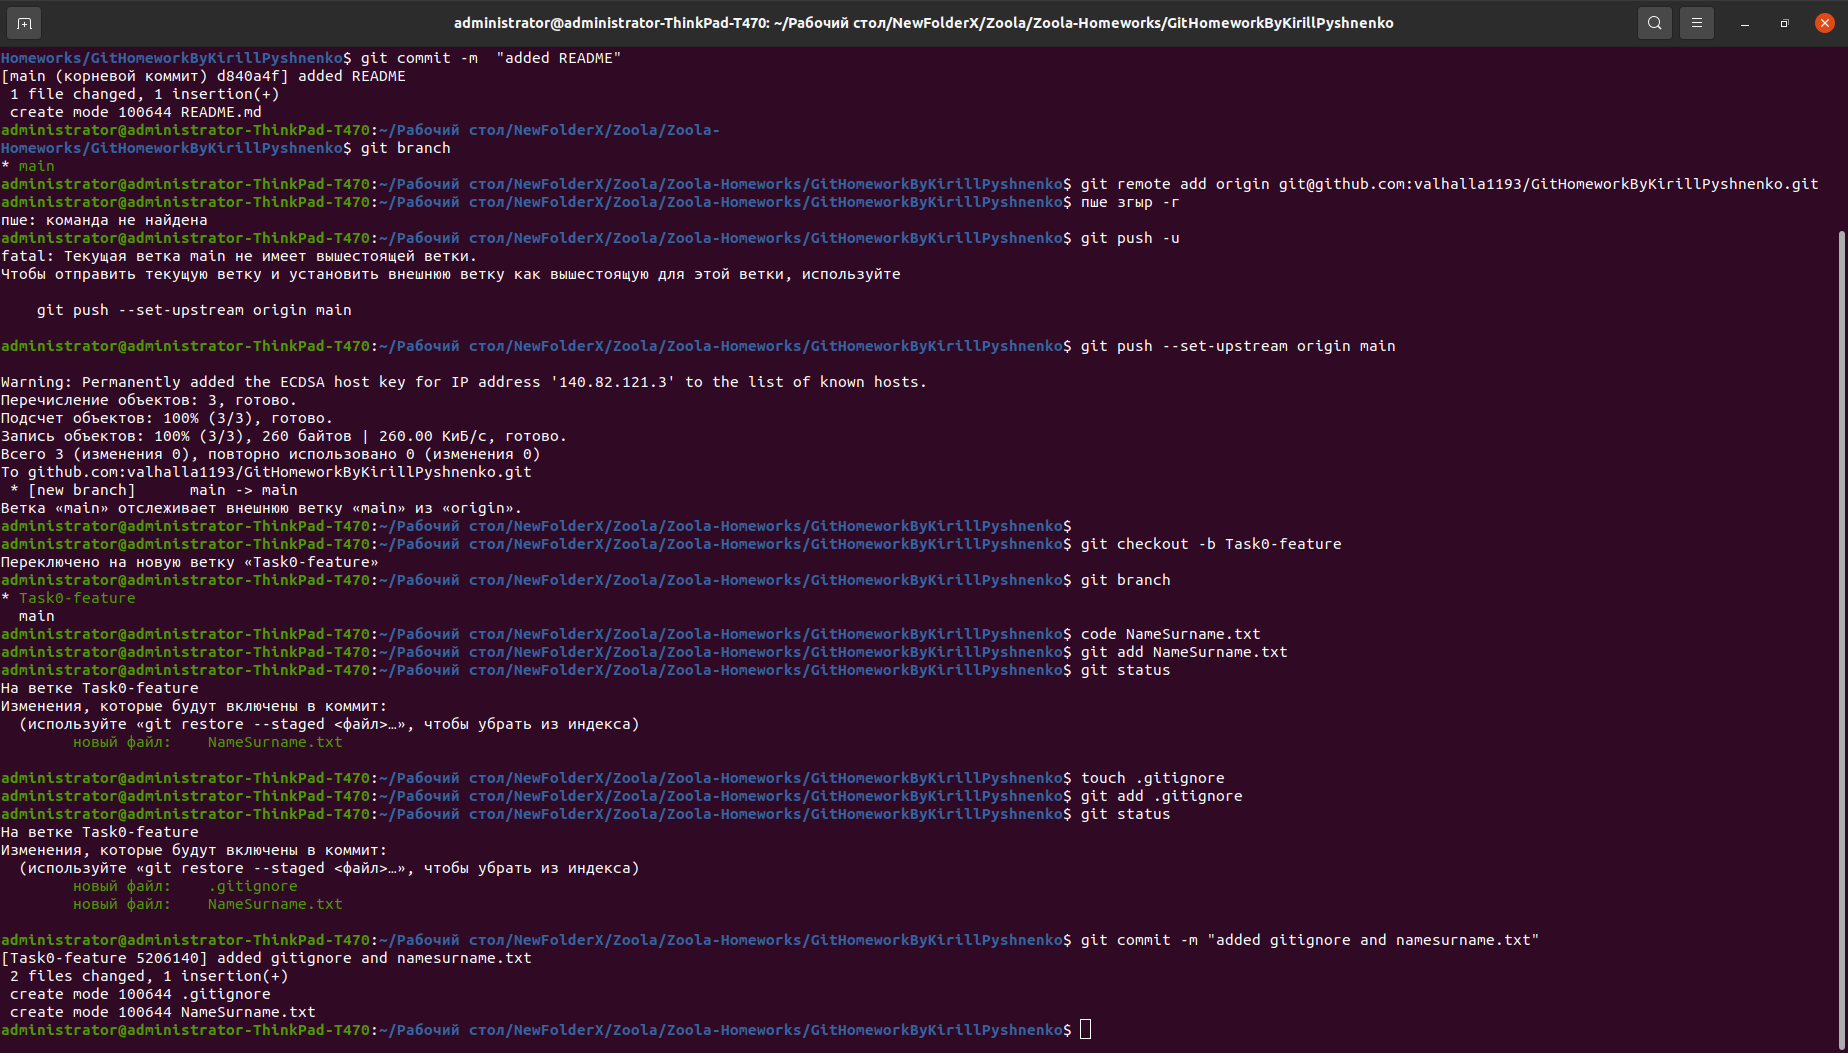 administrator@administrator-ThinkPad-T470: ~/Рабочий стол/NewFolderX/Zoola/Zoola-Homeworks/GitHomeworkByKirillPyshnenko
Homeworks/GitHomeworkByKirillPyshnenko$ git commit -m  "added README"
[main (корневой коммит) d840a4f] added README
 1 file changed, 1 insertion(+)
 create mode 100644 README.md
administrator@administrator-ThinkPad-T470:~/Рабочий стол/NewFolderX/Zoola/Zoola-
Homeworks/GitHomeworkByKirillPyshnenko$ git branch
* main
administrator@administrator-ThinkPad-T470:~/Рабочий стол/NewFolderX/Zoola/Zoola-Homeworks/GitHomeworkByKirillPyshnenko$ git remote add origin git@github.com:valhalla1193/GitHomeworkByKirillPyshnenko.git
administrator@administrator-ThinkPad-T470:~/Рабочий стол/NewFolderX/Zoola/Zoola-Homeworks/GitHomeworkByKirillPyshnenko$ пше згыр -г
пше: команда не найдена
administrator@administrator-ThinkPad-T470:~/Рабочий стол/NewFolderX/Zoola/Zoola-Homeworks/GitHomeworkByKirillPyshnenko$ git push -u
fatal: Текущая ветка main не имеет вышестоящей ветки.
Чтобы отправить текущую ветку и установить внешнюю ветку как вышестоящую для этой ветки, используйте
    git push --set-upstream origin main
administrator@administrator-ThinkPad-T470:~/Рабочий стол/NewFolderX/Zoola/Zoola-Homeworks/GitHomeworkByKirillPyshnenko$ git push --set-upstream origin main
Warning: Permanently added the ECDSA host key for IP address '140.82.121.3' to the list of known hosts.
Перечисление объектов: 3, готово.
Подсчет объектов: 100% (3/3), готово.
Запись объектов: 100% (3/3), 260 байтов | 260.00 КиБ/с, готово.
Всего 3 (изменения 0), повторно использовано 0 (изменения 0)
To github.com:valhalla1193/GitHomeworkByKirillPyshnenko.git
 * [new branch]      main -> main
Ветка «main» отслеживает внешнюю ветку «main» из «origin».
administrator@administrator-ThinkPad-T470:~/Рабочий стол/NewFolderX/Zoola/Zoola-Homeworks/GitHomeworkByKirillPyshnenko$
administrator@administrator-ThinkPad-T470:~/Рабочий стол/NewFolderX/Zoola/Zoola-Homeworks/GitHomeworkByKirillPyshnenko$ git checkout -b Task0-feature
Переключено на новую ветку «Task0-feature»
administrator@administrator-ThinkPad-T470:~/Рабочий стол/NewFolderX/Zoola/Zoola-Homeworks/GitHomeworkByKirillPyshnenko$ git branch
* Task0-feature
  main
administrator@administrator-ThinkPad-T470:~/Рабочий стол/NewFolderX/Zoola/Zoola-Homeworks/GitHomeworkByKirillPyshnenko$ code NameSurname.txt
administrator@administrator-ThinkPad-T470:~/Рабочий стол/NewFolderX/Zoola/Zoola-Homeworks/GitHomeworkByKirillPyshnenko$ git add NameSurname.txt
administrator@administrator-ThinkPad-T470:~/Рабочий стол/NewFolderX/Zoola/Zoola-Homeworks/GitHomeworkByKirillPyshnenko$ git status
На ветке Task0-feature
Изменения, которые будут включены в коммит:
  (используйте «git restore --staged <файл>…», чтобы убрать из индекса)
        новый файл:    NameSurname.txt
administrator@administrator-ThinkPad-T470:~/Рабочий стол/NewFolderX/Zoola/Zoola-Homeworks/GitHomeworkByKirillPyshnenko$ touch .gitignore
administrator@administrator-ThinkPad-T470:~/Рабочий стол/NewFolderX/Zoola/Zoola-Homeworks/GitHomeworkByKirillPyshnenko$ git add .gitignore
administrator@administrator-ThinkPad-T470:~/Рабочий стол/NewFolderX/Zoola/Zoola-Homeworks/GitHomeworkByKirillPyshnenko$ git status
На ветке Task0-feature
Изменения, которые будут включены в коммит:
  (используйте «git restore --staged <файл>…», чтобы убрать из индекса)
        новый файл:    .gitignore
        новый файл:    NameSurname.txt
administrator@administrator-ThinkPad-T470:~/Рабочий стол/NewFolderX/Zoola/Zoola-Homeworks/GitHomeworkByKirillPyshnenko$ git commit -m "added gitignore and namesurname.txt"
[Task0-feature 5206140] added gitignore and namesurname.txt
 2 files changed, 1 insertion(+)
 create mode 100644 .gitignore
 create mode 100644 NameSurname.txt
administrator@administrator-ThinkPad-T470:~/Рабочий стол/NewFolderX/Zoola/Zoola-Homeworks/GitHomeworkByKirillPyshnenko$